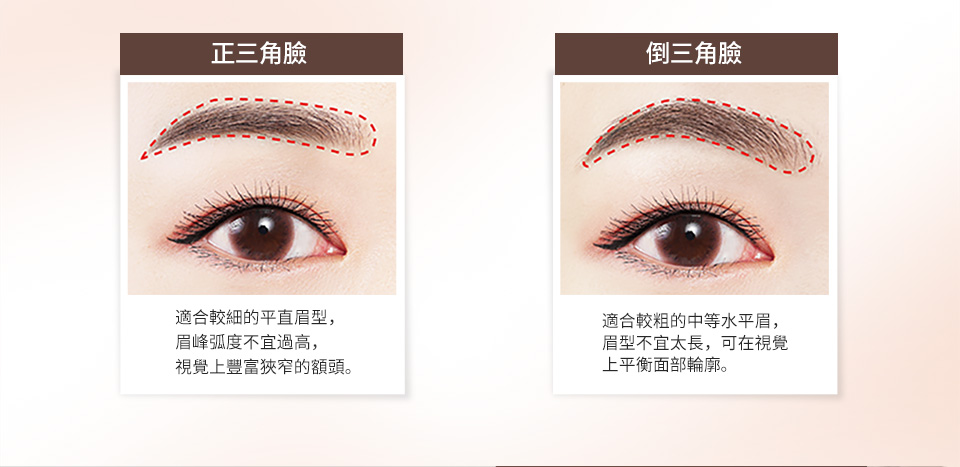 正三角臉
適合較細的平直眉型，
眉峰弧度不宜過高，
視覺上豐富狹窄的額頭。
倒三角臉
適合較粗的中等水平眉，
眉型不宜太長，可在視覺
上平衡面部輪廓。